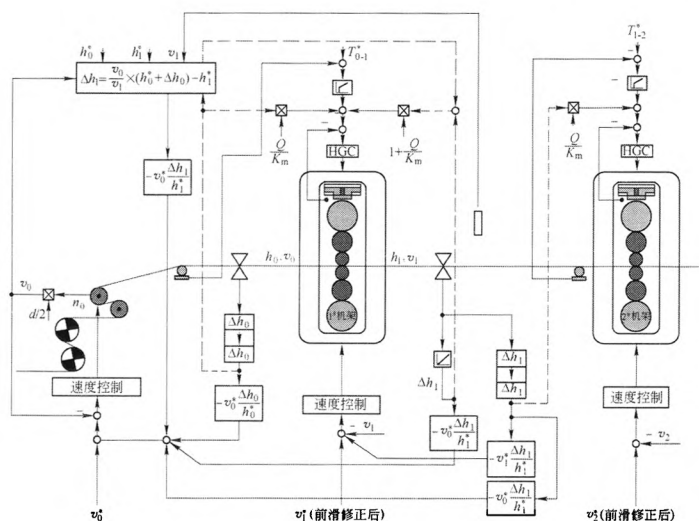 h₀* h₁* v₁
Δh₁=v₀/v₁×(h₀*+Δh₀)−h₁*
T*₀₋₁
T*₁₋₂
Q/Kₘ
1+Q/Kₘ
Q/Kₘ
HGC
HGC
−v₀* Δh₁/h₁*
h₀,v₀
h₁,v₁
v₀
n₀
d/2
1#机架
2#机架
Δh₀
Δh₀
Δh₁
Δh₁
Δh₁
速度控制
速度控制
速度控制
−v₀* Δh₀/h₀*
−v₀* Δh₁/h₁*
−v₁* Δh₁/h₁*
−v₀* Δh₁/h₁*
− v₁
− v₂
v₀*
v₁*(前滑修正后)
v₂*(前滑修正后)